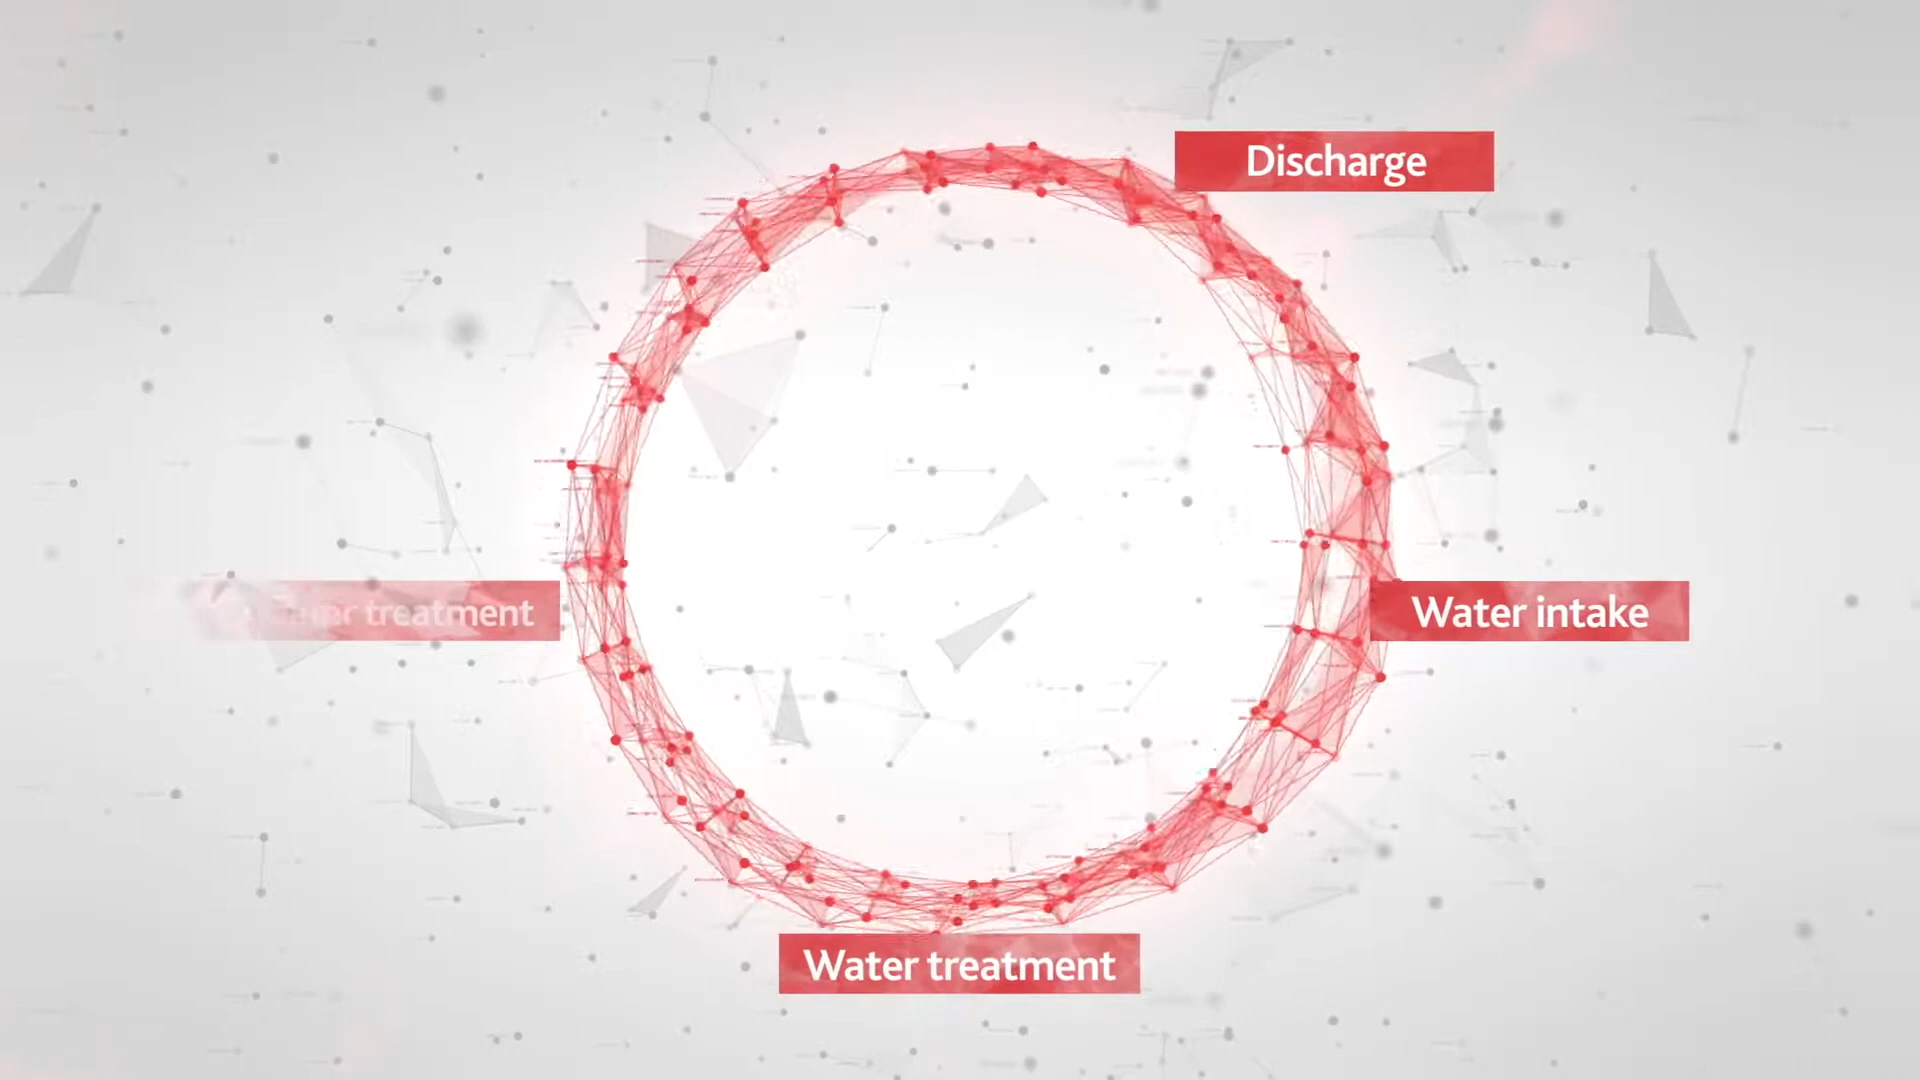 Discharge
treatment
Water intake
Water treatment